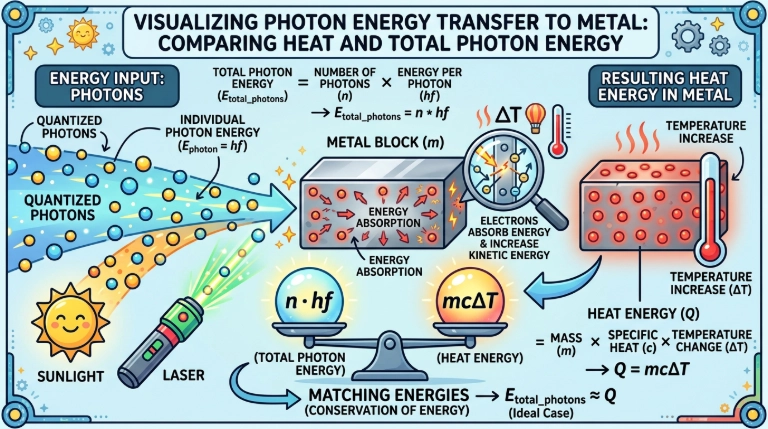 VISUALIZING PHOTON ENERGY TRANSFER TO METAL:
COMPARING HEAT AND TOTAL PHOTON ENERGY
ENERGY INPUT:
PHOTONS
TOTAL PHOTON
ENERGY
(E_total_photons)
=
NUMBER OF
PHOTONS
(n)
×
ENERGY PER
PHOTON
(hf)
→ E_total_photons = n * hf
RESULTING HEAT
ENERGY IN METAL
QUANTIZED
PHOTONS
INDIVIDUAL
PHOTON ENERGY
(E_photon = hf)
QUANTIZED
PHOTONS
METAL BLOCK (m)
ENERGY
ABSORPTION
ENERGY
ABSORPTION
ΔT
ELECTRONS
ABSORB ENERGY
& INCREASE
KINETIC ENERGY
TEMPERATURE
INCREASE
TEMPERATURE
INCREASE (ΔT)
SUNLIGHT
LASER
n · hf
(TOTAL PHOTON
ENERGY)
mcΔT
(HEAT ENERGY)
HEAT ENERGY (Q)
= MASS
(m)
×
SPECIFIC
HEAT (c)
×
TEMPERATURE
CHANGE (ΔT)
→ Q = mcΔT
MATCHING ENERGIES
(CONSERVATION OF ENERGY)
→ E_total_photons ≈ Q
(Ideal Case)